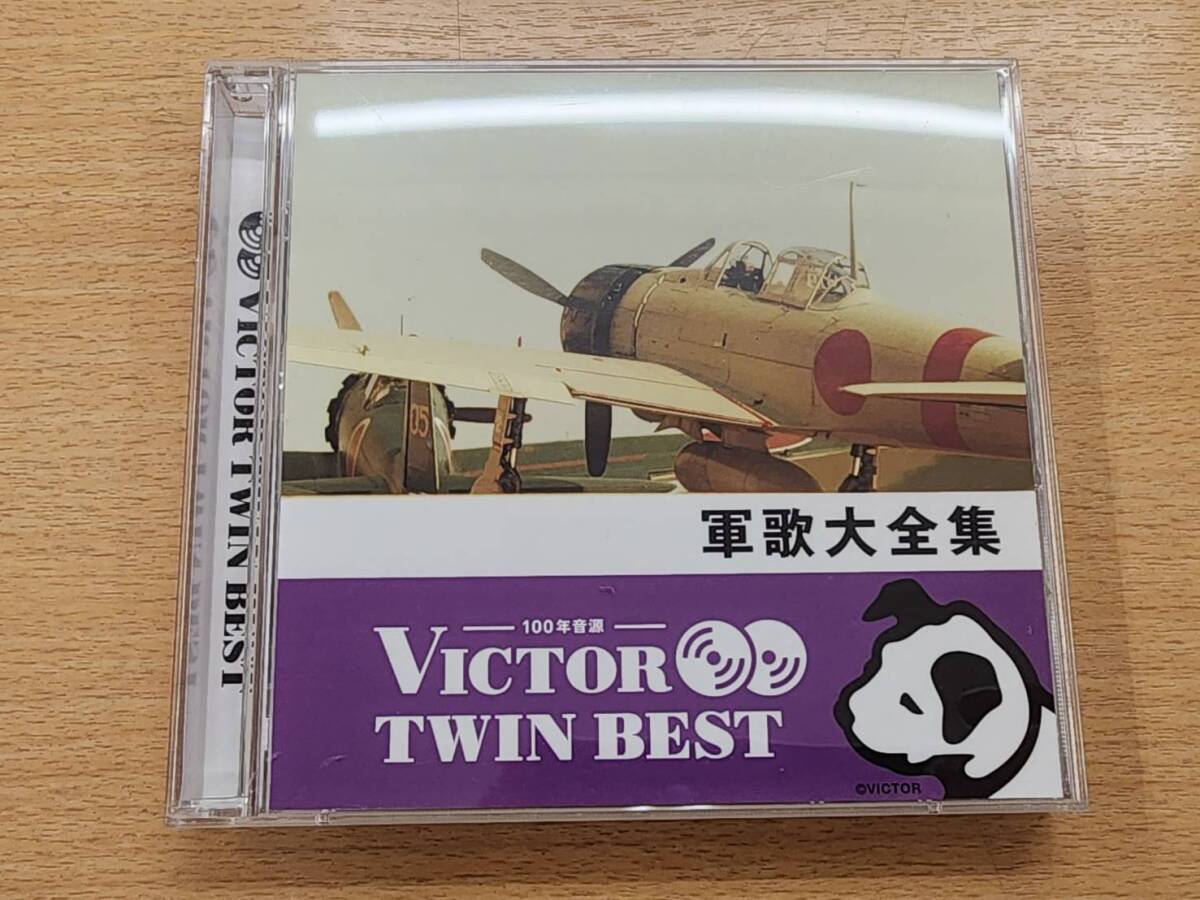 VICTOR TWIN BEST
05
軍歌大全集
100年音源
VICTOR
TWIN BEST
©VICTOR